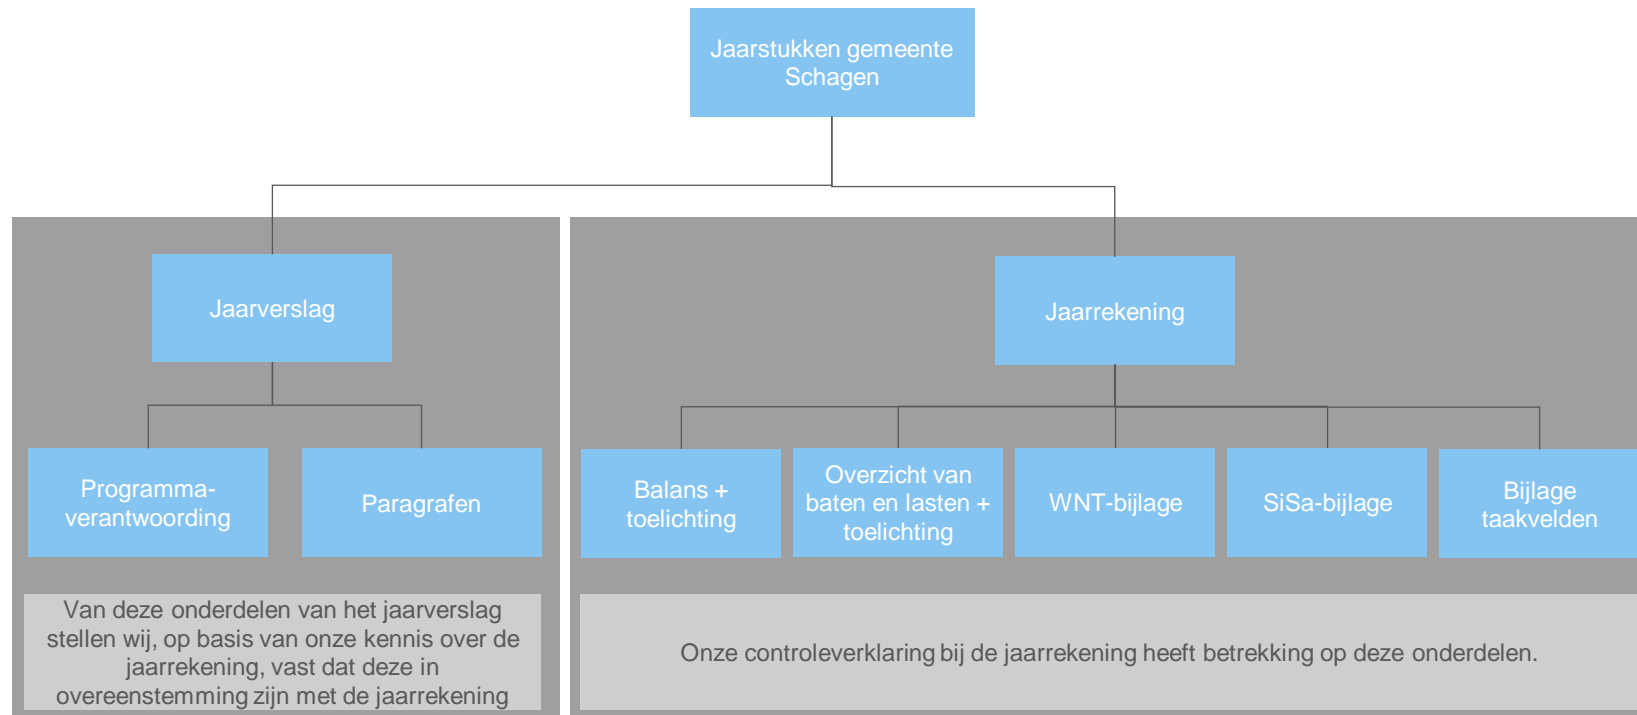 Jaarstukken gemeente
Schagen
Jaarverslag
Jaarrekening
Programma-
verantwoording
Paragrafen
Balans +
toelichting
Overzicht van
baten en lasten +
toelichting
WNT-bijlage
SiSa-bijlage
Bijlage
taakvelden
Van deze onderdelen van het jaarverslag
stellen wij, op basis van onze kennis over de
jaarrekening, vast dat deze in
overeenstemming zijn met de jaarrekening
Onze controleverklaring bij de jaarrekening heeft betrekking op deze onderdelen.